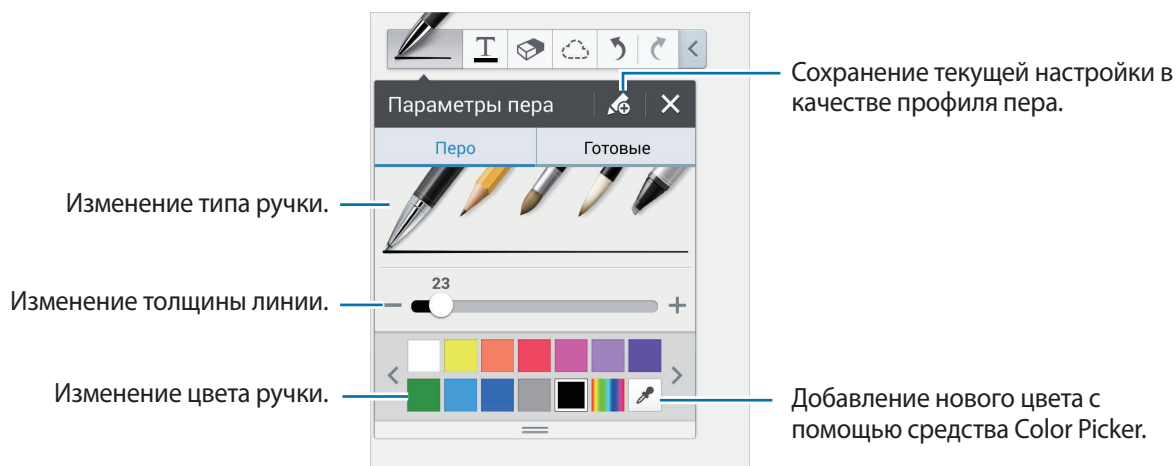 T
Сохранение текущей настройки в
качестве профиля пера.
Параметры пера
Перо
Готовые
Изменение типа ручки.
23
Изменение толщины линии.
Изменение цвета ручки.
Добавление нового цвета с
помощью средства Color Picker.